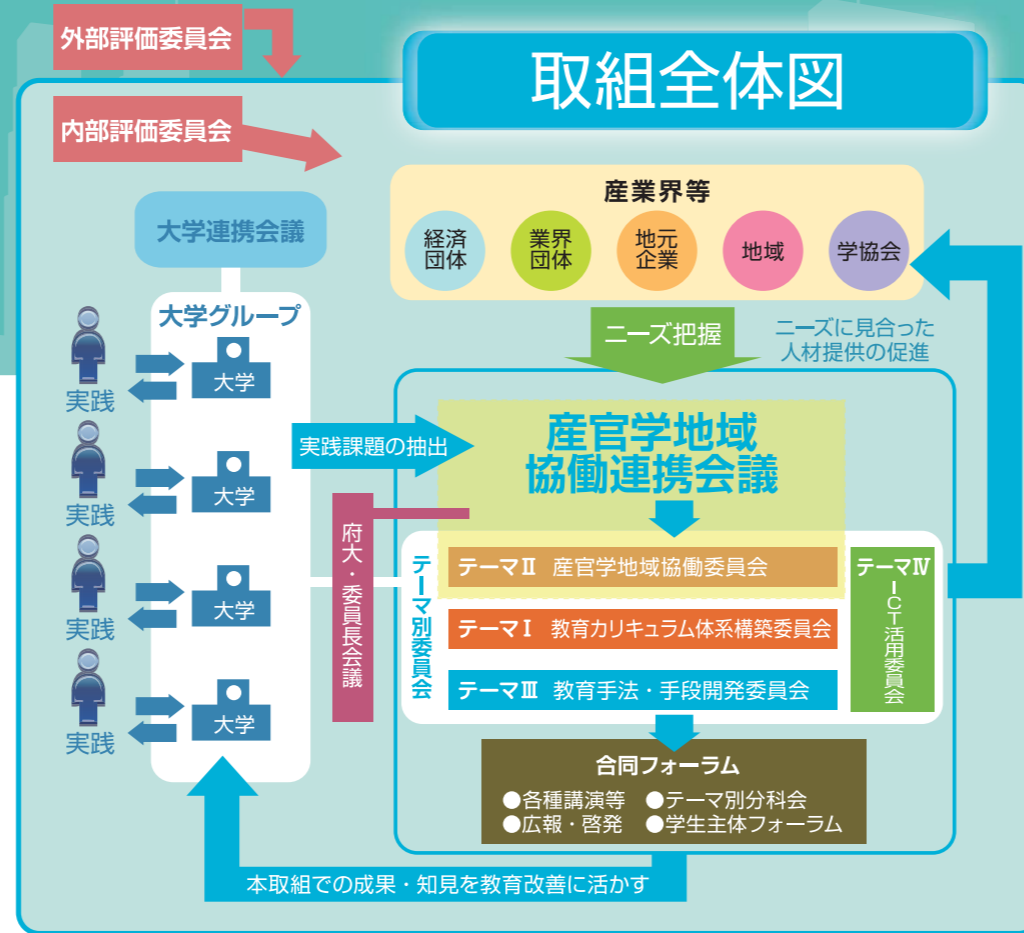 外部評価委員会
取組全体図
内部評価委員会
産業界等
経済
団体
業界
団体
地元
企業
地域
学協会
大学連携会議
大学グループ
ニーズ把握
ニーズに見合った
人材提供の促進
大学
実践
大学
実践
大学
実践
大学
実践
実践課題の抽出
産官学地域
協働連携会議
府大・委員長会議
テーマ別委員会
テーマⅡ 産官学地域協働委員会
テーマⅠ 教育カリキュラム体系構築委員会
テーマⅢ 教育手法・手段開発委員会
テーマⅣ
ICT活用委員会
合同フォーラム
●各種講演等 ●テーマ別分科会
●広報・啓発 ●学生主体フォーラム
本取組での成果・知見を教育改善に活かす